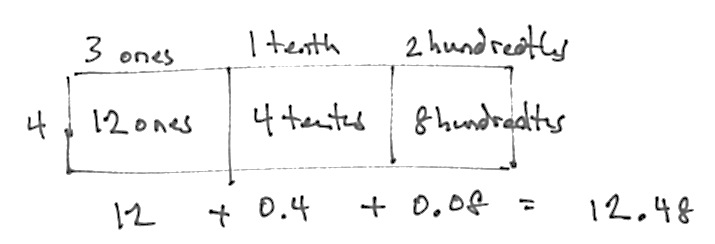 3 ones 1 tenth 2 hundredths
4 12 ones 4 tenths 8 hundredths
12 + 0.4 + 0.08 = 12.48